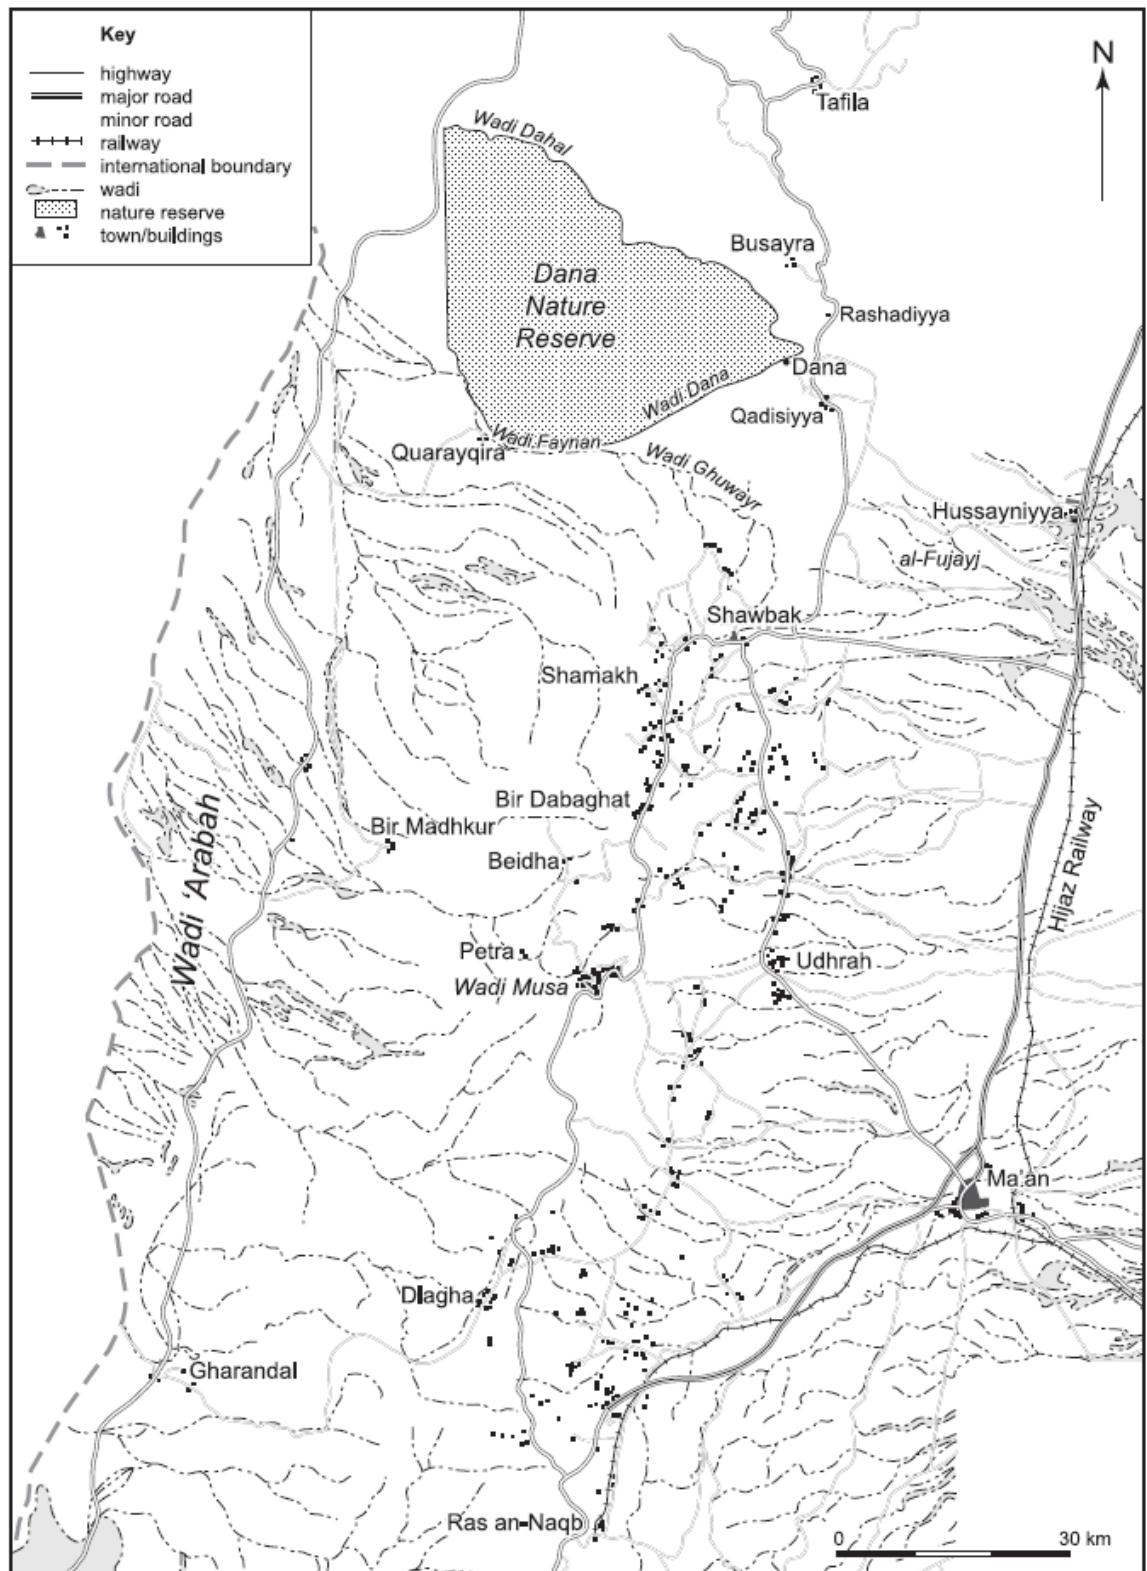 Key
highway
major road
minor road
railway
international boundary
wadi
nature reserve
town/buildings
N
Tafila
Wadi Dahal
Busayra
Dana
Nature
Reserve
Rashadiyya
Dana
Wadi Dana
Qadisiyya
Quarayqira
Wadi Faynan
Wadi Ghuwayr
Hussayniyya
al-Fujayj
Shawbak
Shamakh
Bir Dabaghat
Bir Madhkur
Beidha
Wadi 'Arabah
Hijaz Railway
Petra
Udhrah
Wadi Musa
Ma'an
Dlagha
Gharandal
Ras an-Naqb
0 30 km